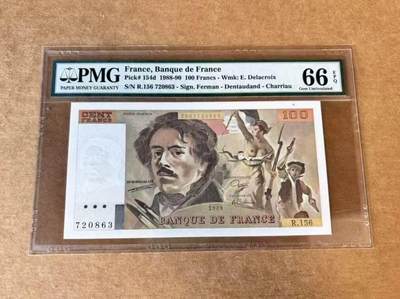 PMG
PAPER MONEY GUARANTY
France, Banque de France
Pick# 154d 1988-90 100 Francs - Wmk: E. Delacroix
S/N R.156 720863 - Sign. Ferman - Dentaudand - Charriau
66 EPQ
Gem Uncirculated
CENT
FRANCS
100
1989
BANQUE DE FRANCE
720863
R.156